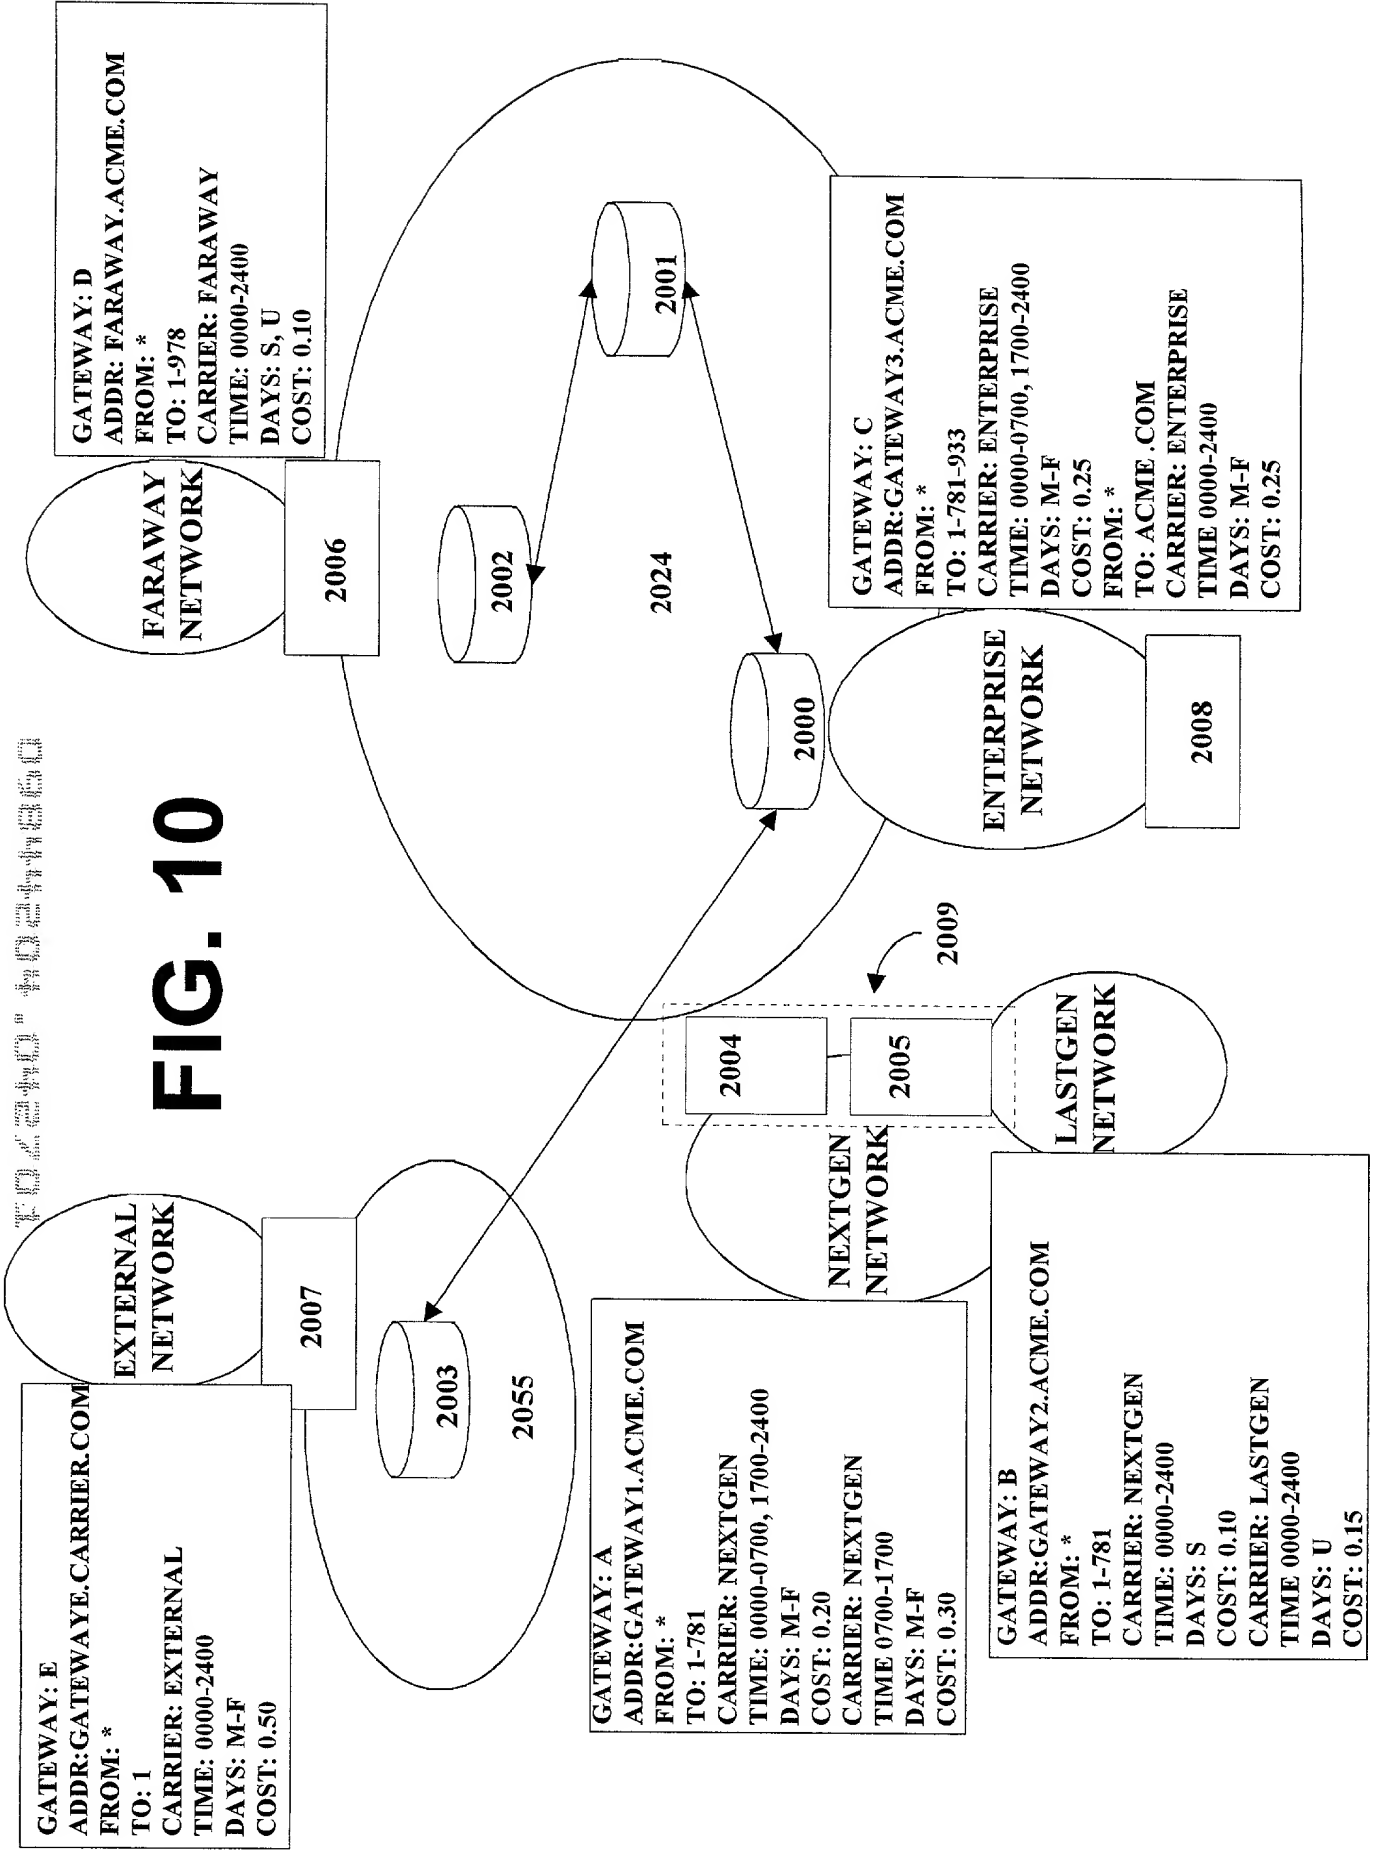 FIG. 10
GATEWAY: E
ADDR:GATEWAYE.CARRIER.COM
FROM: *
TO: 1
CARRIER: EXTERNAL
TIME: 0000-2400
DAYS: M-F
COST: 0.50
EXTERNAL
NETWORK
2007
2003
2055
GATEWAY: D
ADDR: FARAWAY.ACME.COM
FROM: *
TO: 1-978
CARRIER: FARAWAY
TIME: 0000-2400
DAYS: S, U
COST: 0.10
FARAWAY
NETWORK
2006
2002
2001
2024
2000
GATEWAY: A
ADDR:GATEWAY1.ACME.COM
FROM: *
TO: 1-781
CARRIER: NEXTGEN
TIME: 0000-0700, 1700-2400
DAYS: M-F
COST: 0.20
CARRIER: NEXTGEN
TIME 0700-1700
DAYS: M-F
COST: 0.30
NEXTGEN
NETWORK
2004
2005
2009
GATEWAY: B
ADDR:GATEWAY2.ACME.COM
FROM: *
TO: 1-781
CARRIER: NEXTGEN
TIME: 0000-2400
DAYS: S
COST: 0.10
CARRIER: LASTGEN
TIME 0000-2400
DAYS: U
COST: 0.15
LASTGEN
NETWORK
ENTERPRISE
NETWORK
2008
GATEWAY: C
ADDR:GATEWAY3.ACME.COM
FROM: *
TO: 1-781-933
CARRIER: ENTERPRISE
TIME: 0000-0700, 1700-2400
DAYS: M-F
COST: 0.25
FROM: *
TO: ACME .COM
CARRIER: ENTERPRISE
TIME 0000-2400
DAYS: M-F
COST: 0.25